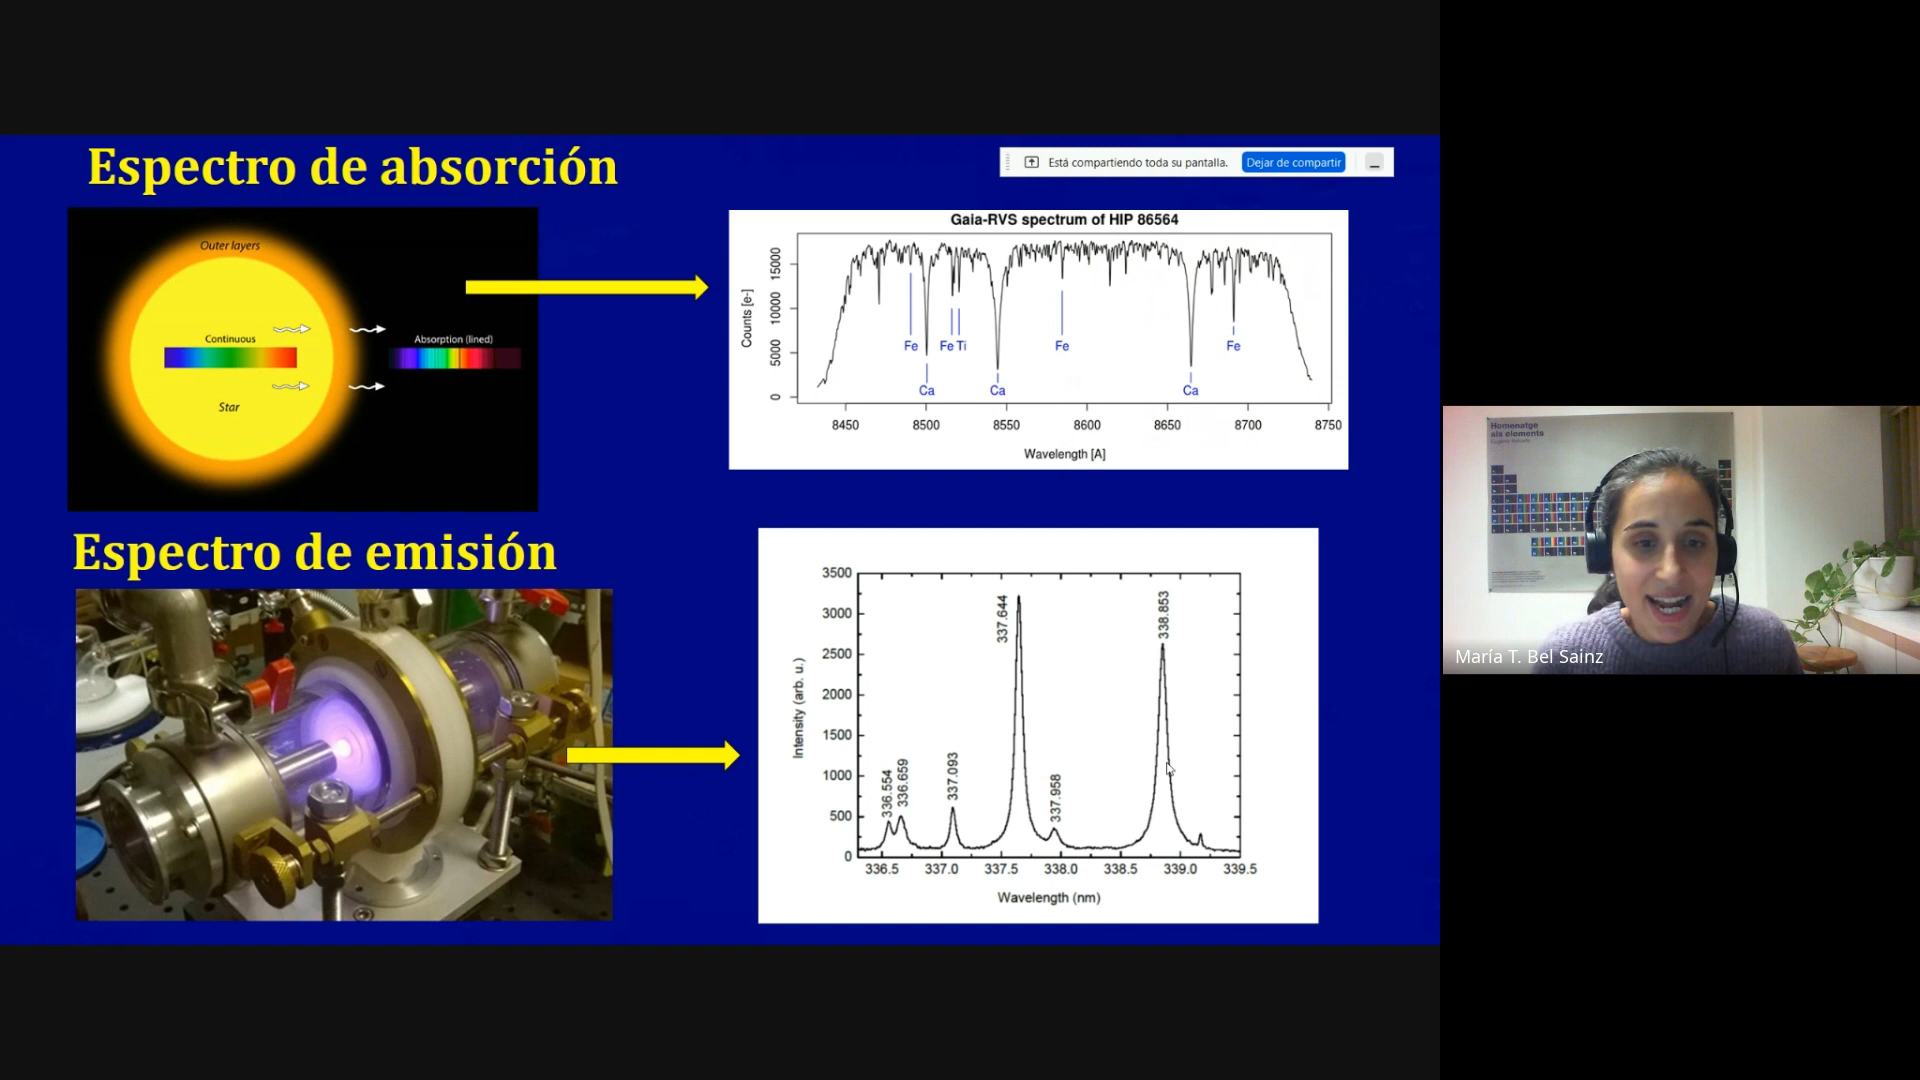 Espectro de absorción
Está compartiendo toda su pantalla.
Dejar de compartir
Outer layers
Continuous
Absorption (lined)
Star
Gaia-RVS spectrum of HIP 86564
Counts [e-]
15000
10000
5000
0
Fe
Fe
Ti
Fe
Fe
Ca
Ca
Ca
8450 8500 8550 8600 8650 8700 8750
Wavelength [A]
Espectro de emisión
Intensity (arb. u.)
3500
3000
2500
2000
1500
1000
500
0
336.554
336.659
337.093
337.644
337.958
338.853
336.5 337.0 337.5 338.0 338.5 339.0 339.5
Wavelength (nm)
Homenatge
als elements
María T. Bel Sainz